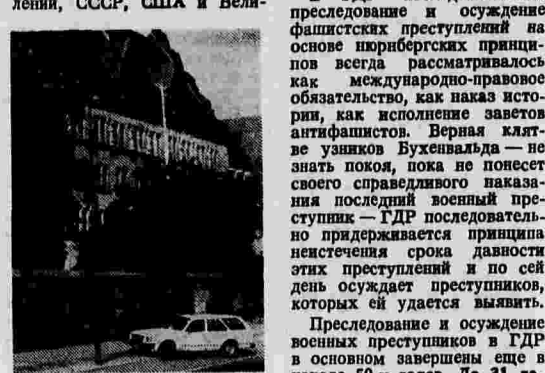 лений, СССР, США и Вели-
преследование и осуждение
фашистских преступлений на
основе нюрнбергских принци-
пов всегда рассматривалось
как международно-правовое
обязательство, как наказ исто-
рии, как исполнение заветов
антифашистов. Верная клят-
ве узников Бухенвальда — не
знать покоя, пока не понесет
своего справедливого наказа-
ния последний военный пре-
ступник — ГДР последователь-
но придерживается принципа
неистечения срока давности
этих преступлений и по сей
день осуждает преступников,
которых ей удается выявить.
Преследование и осуждение
военных преступников в ГДР
в основном завершены еще в